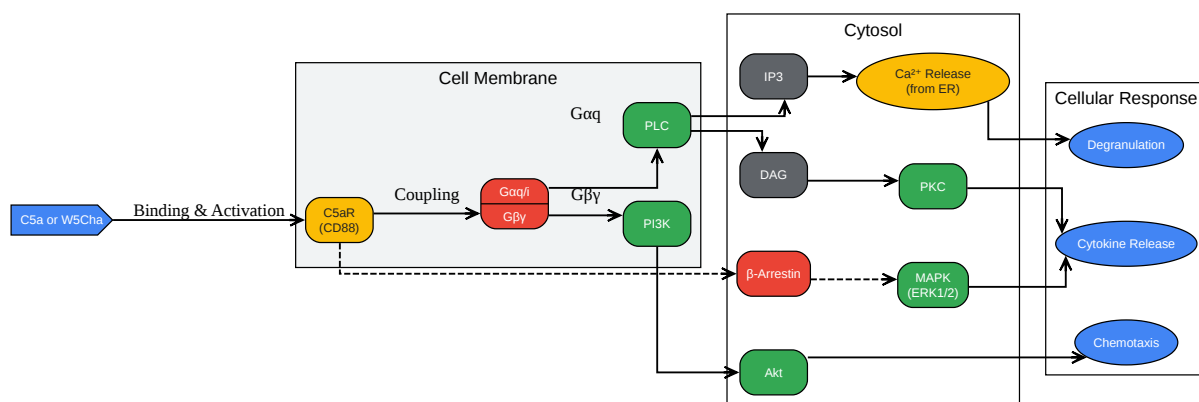 Cytosol
Cell Membrane
IP3
Ca²⁺ Release
(from ER)
Cellular Response
Gαq
PLC
Degranulation
DAG
PKC
Coupling
Gαq/i
Gβγ
Gβγ
Binding & Activation
C5a or W5Cha
C5aR
(CD88)
PI3K
Cytokine Release
β-Arrestin
MAPK
(ERK1/2)
Chemotaxis
Akt